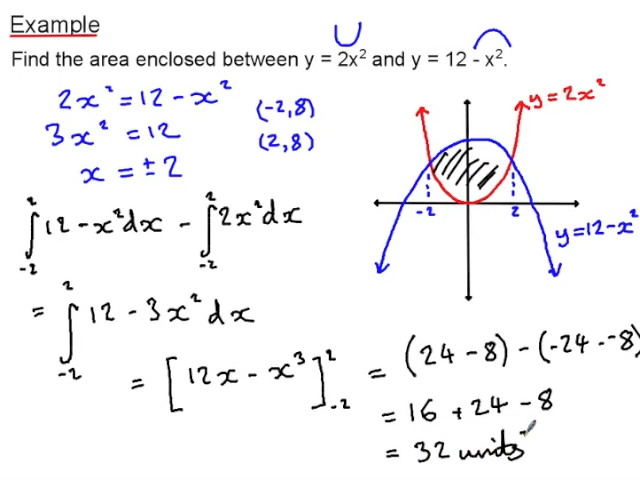 Example
Find the area enclosed between y = 2x² and y = 12 - x².
2x² = 12 - x²
(-2,8)
3x² = 12
(2,8)
x = ± 2
y = 2x²
-2 2
y = 12 - x²
∫₋₂² 12 - x² dx - ∫₋₂² 2x² dx
= ∫₋₂² 12 - 3x² dx
= [12x - x³]₋₂² = (24 - 8) - (-24 - -8)
= 16 + 24 - 8
= 32 units